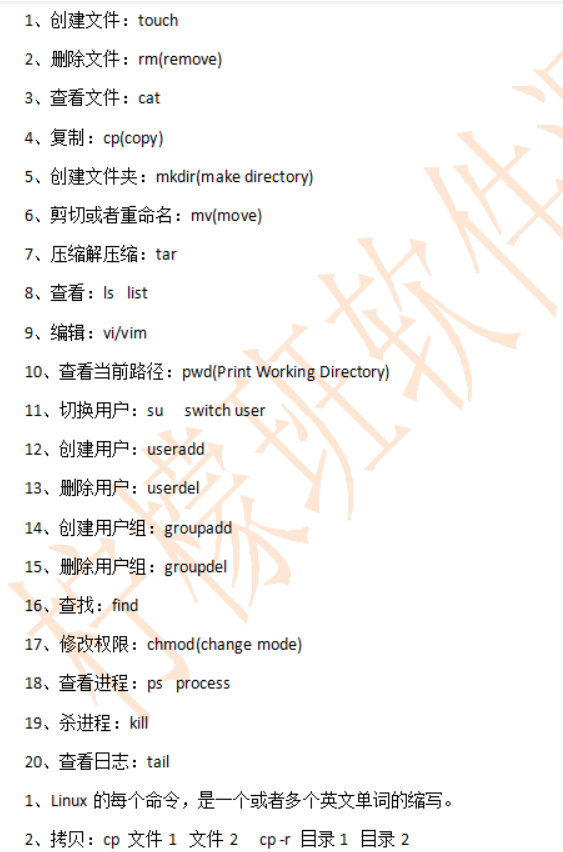 1、创建文件：touch
2、删除文件：rm(remove)
3、查看文件：cat
4、复制：cp(copy)
5、创建文件夹：mkdir(make directory)
6、剪切或者重命名：mv(move)
7、压缩解压缩：tar
8、查看：ls list
9、编辑：vi/vim
10、查看当前路径：pwd(Print Working Directory)
11、切换用户：su switch user
12、创建用户：useradd
13、删除用户：userdel
14、创建用户组：groupadd
15、删除用户组：groupdel
16、查找：find
17、修改权限：chmod(change mode)
18、查看进程：ps process
19、杀进程：kill
20、查看日志：tail
1、Linux 的每个命令，是一个或者多个英文单词的缩写。
2、拷贝：cp 文件 1 文件 2 cp -r 目录 1 目录 2
柠檬班软件